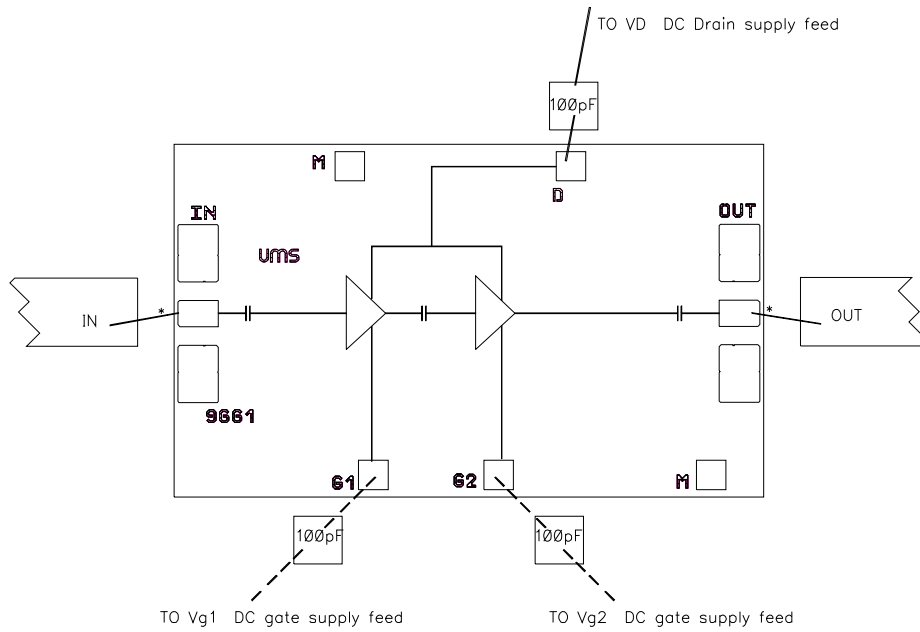 TO VD DC Drain supply feed
100pF
M
D
IN
OUT
UMS
IN
*
*
OUT
9661
G1
G2
M
100pF
100pF
TO Vg1 DC gate supply feed
TO Vg2 DC gate supply feed